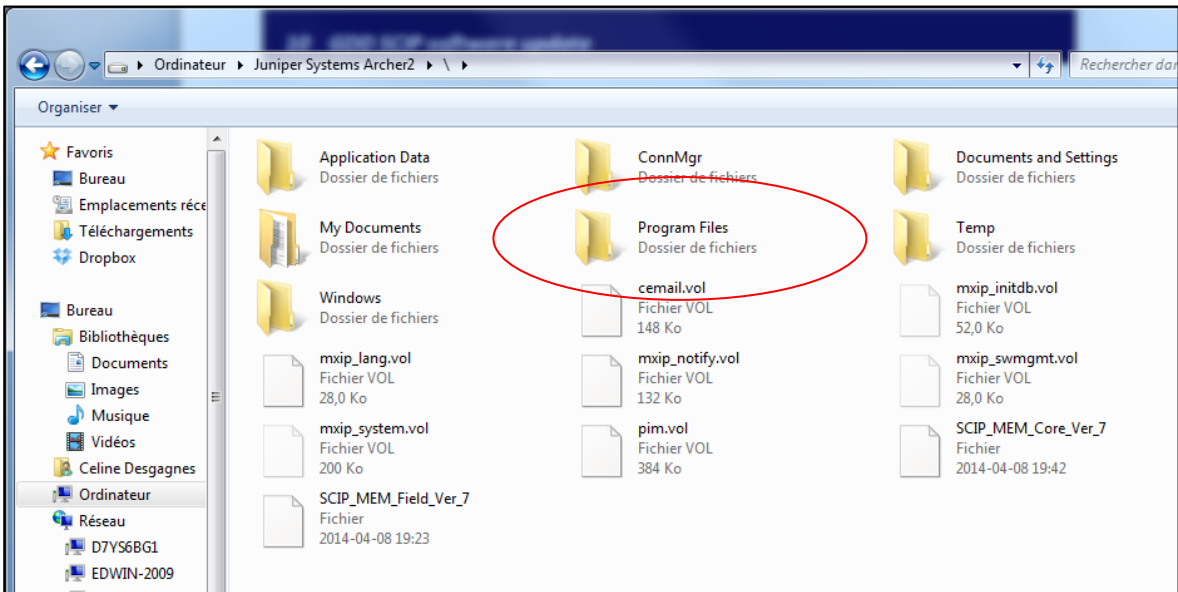 10 GDD SCIP software update
Ordinateur Juniper Systems Archer2 \
Rechercher dan
Organiser
Favoris
Bureau
Emplacements réce
Téléchargements
Dropbox
Bureau
Bibliothèques
Documents
Images
Musique
Vidéos
Celine Desgagnes
Ordinateur
Réseau
D7YS6BG1
EDWIN-2009
Application Data
Dossier de fichiers
ConnMgr
Dossier de fichiers
Documents and Settings
Dossier de fichiers
My Documents
Dossier de fichiers
Program Files
Dossier de fichiers
Temp
Dossier de fichiers
Windows
Dossier de fichiers
cemail.vol
Fichier VOL
148 Ko
mxip_initdb.vol
Fichier VOL
52,0 Ko
mxip_lang.vol
Fichier VOL
28,0 Ko
mxip_notify.vol
Fichier VOL
132 Ko
mxip_swmgmt.vol
Fichier VOL
28,0 Ko
mxip_system.vol
Fichier VOL
200 Ko
pim.vol
Fichier VOL
384 Ko
SCIP_MEM_Core_Ver_7
Fichier
2014-04-08 19:42
SCIP_MEM_Field_Ver_7
Fichier
2014-04-08 19:23